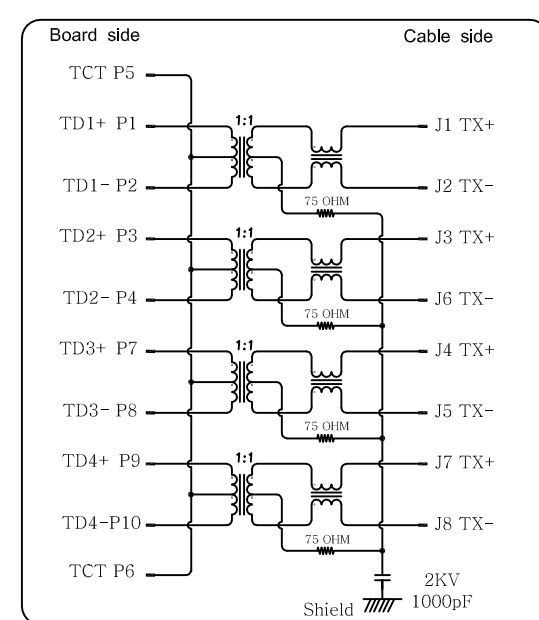 Board side
Cable side
TCT P5
TD1+ P1
1:1
J1 TX+
TD1- P2
J2 TX-
75 OHM
TD2+ P3
1:1
J3 TX+
TD2- P4
J6 TX-
75 OHM
TD3+ P7
1:1
J4 TX+
TD3- P8
J5 TX-
75 OHM
TD4+ P9
1:1
J7 TX+
TD4-P10
J8 TX-
75 OHM
TCT P6
2KV
1000pF
Shield